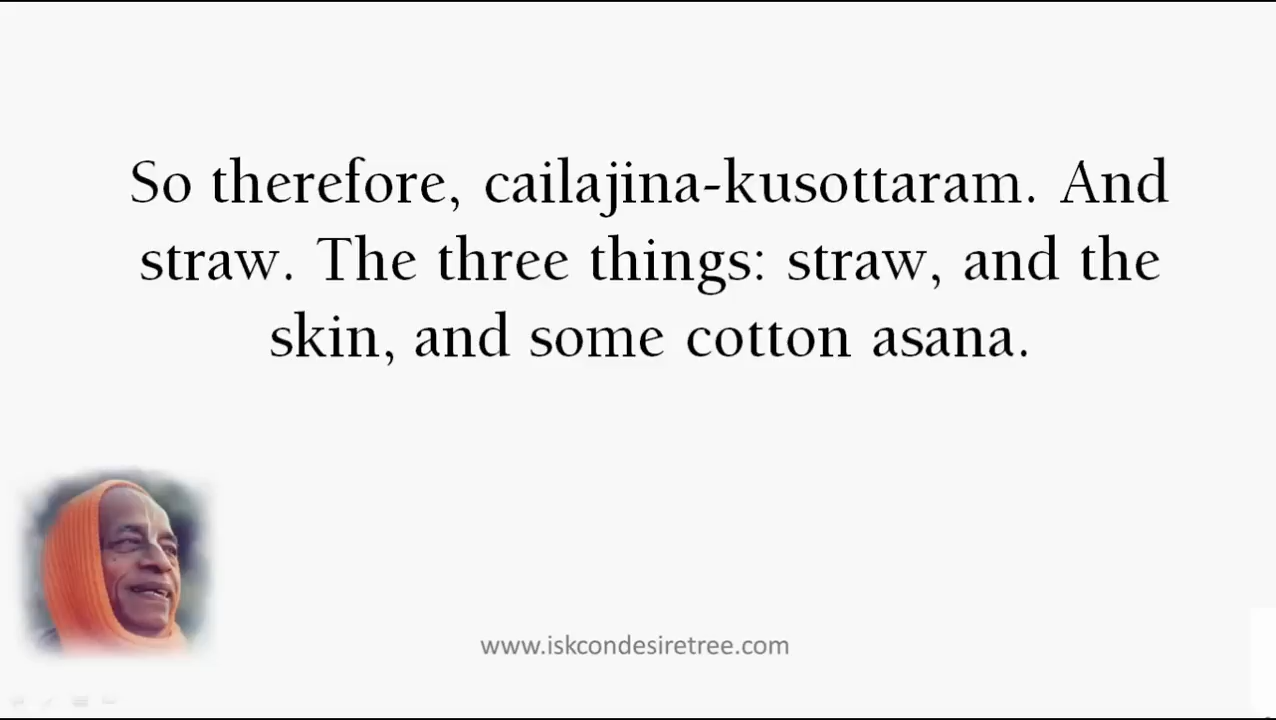 So therefore, cailajina-kusottaram. And
straw. The three things: straw, and the
skin, and some cotton asana.
www.iskcondesiretree.com